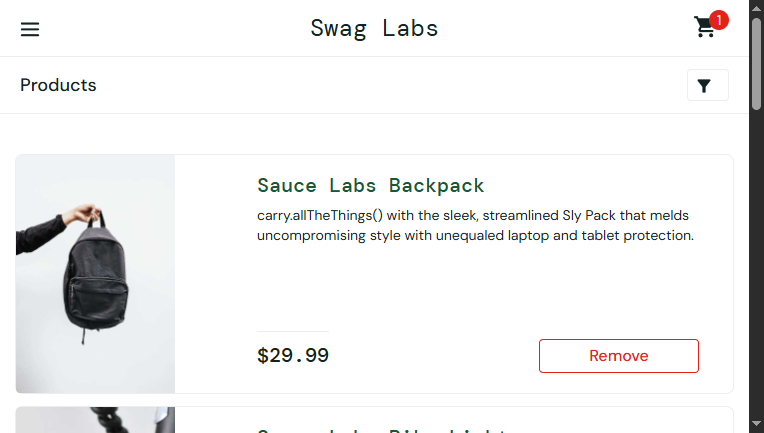 Swag Labs
1
Products
Sauce Labs Backpack
carry.allTheThings() with the sleek, streamlined Sly Pack that melds
uncompromising style with unequaled laptop and tablet protection.
$29.99
Remove